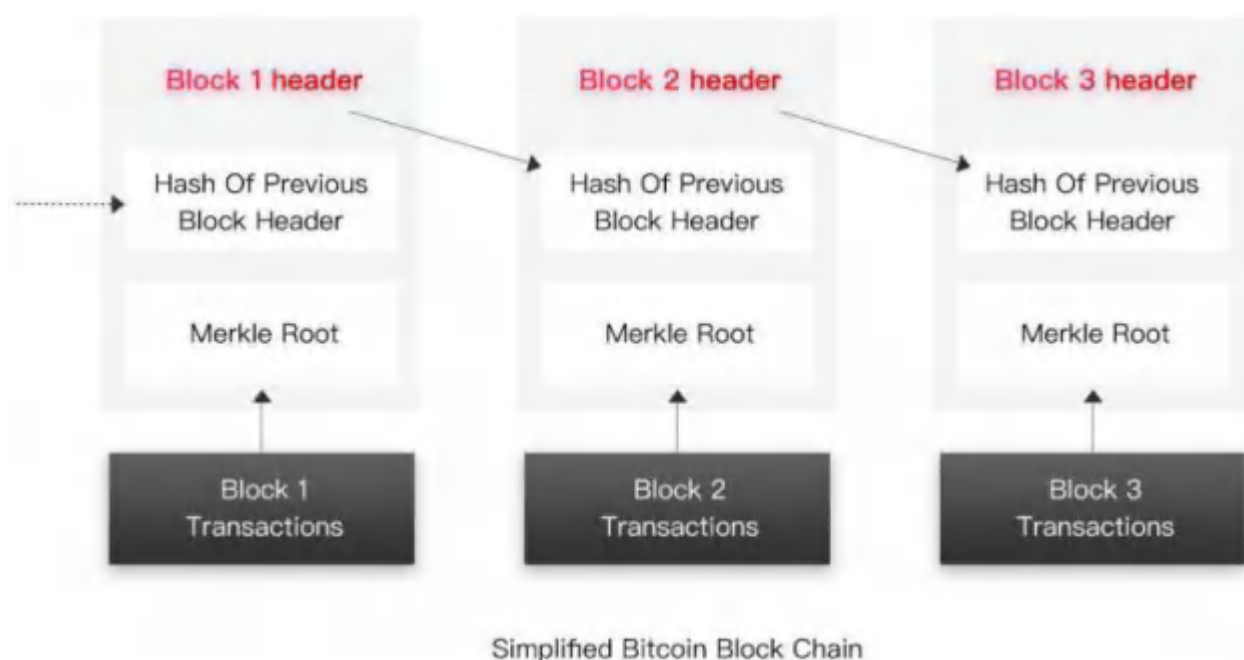 Block 1 header
Block 2 header
Block 3 header
Hash Of Previous
Block Header
Hash Of Previous
Block Header
Hash Of Previous
Block Header
Merkle Root
Merkle Root
Merkle Root
Block 1
Transactions
Block 2
Transactions
Block 3
Transactions
Simplified Bitcoin Block Chain